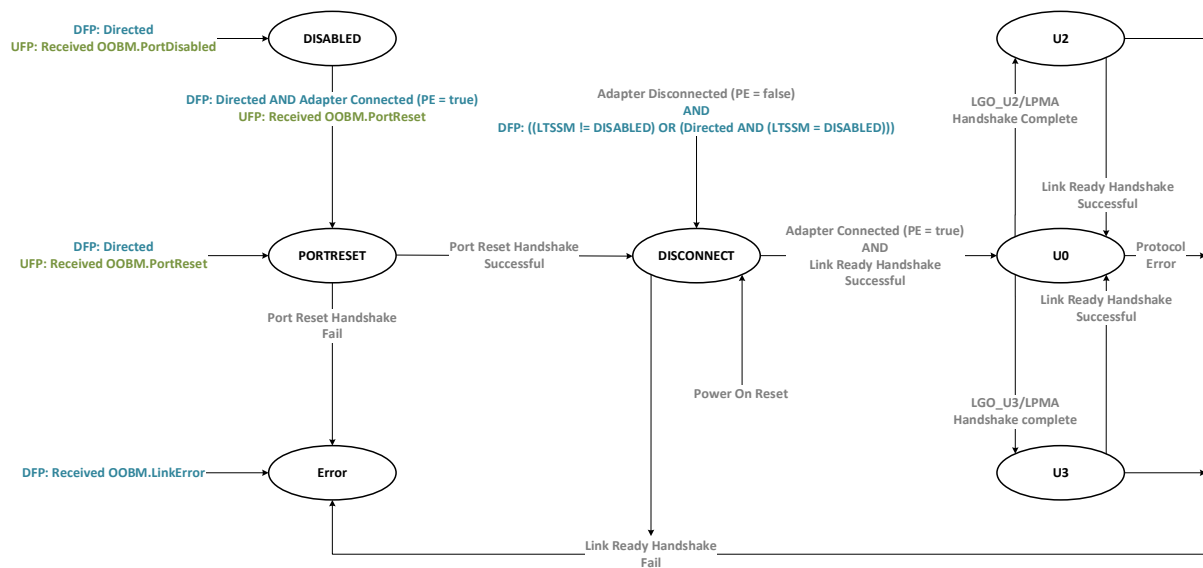 DFP: Directed
UFP: Received OOBM.PortDisabled
DISABLED
U2
DFP: Directed AND Adapter Connected (PE = true)
UFP: Received OOBM.PortReset
Adapter Disconnected (PE = false)
AND
DFP: ((LTSSM != DISABLED) OR (Directed AND (LTSSM = DISABLED)))
LGO_U2/LPMA
Handshake Complete
Link Ready Handshake
Successful
DFP: Directed
UFP: Received OOBM.PortReset
PORTRESET
Port Reset Handshake
Successful
DISCONNECT
Adapter Connected (PE = true)
AND
Link Ready Handshake
Successful
U0
Protocol
Error
Port Reset Handshake
Fail
Link Ready Handshake
Successful
Power On Reset
LGO_U3/LPMA
Handshake complete
DFP: Received OOBM.LinkError
Error
U3
Link Ready Handshake
Fail